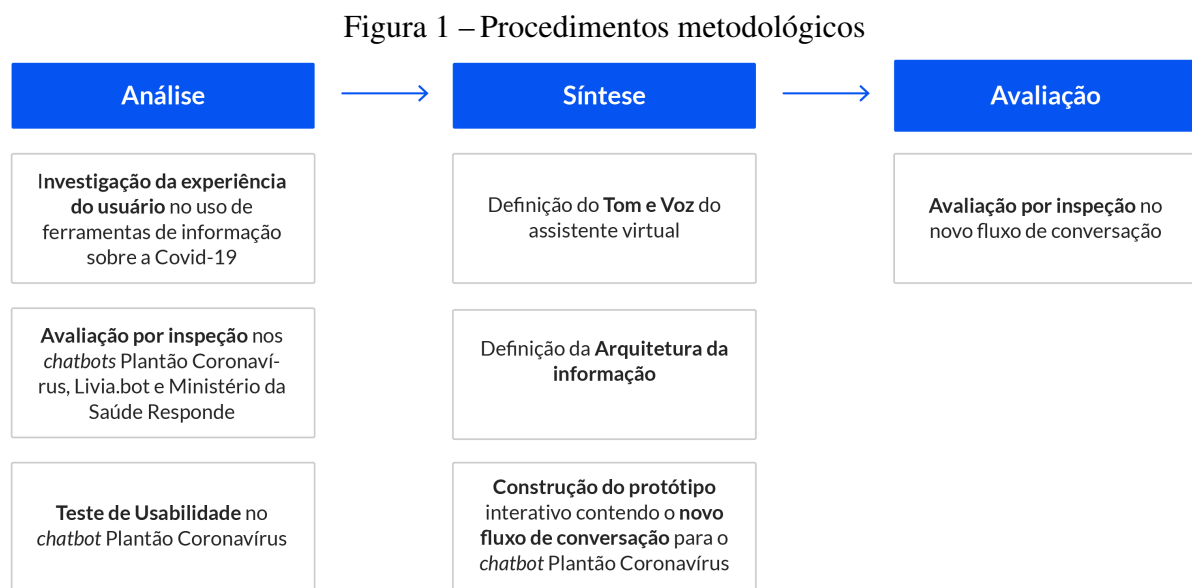 Figura 1 – Procedimentos metodológicos
Análise
Síntese
Avaliação
Investigação da experiência
do usuário no uso de
ferramentas de informação
sobre a Covid-19
Definição do Tom e Voz do
assistente virtual
Avaliação por inspeção no
novo fluxo de conversação
Avaliação por inspeção nos
chatbots Plantão Coronaví-
rus, Livia.bot e Ministério da
Saúde Responde
Definição da Arquitetura da
informação
Teste de Usabilidade no
chatbot Plantão Coronavírus
Construção do protótipo
interativo contendo o novo
fluxo de conversação para o
chatbot Plantão Coronavírus